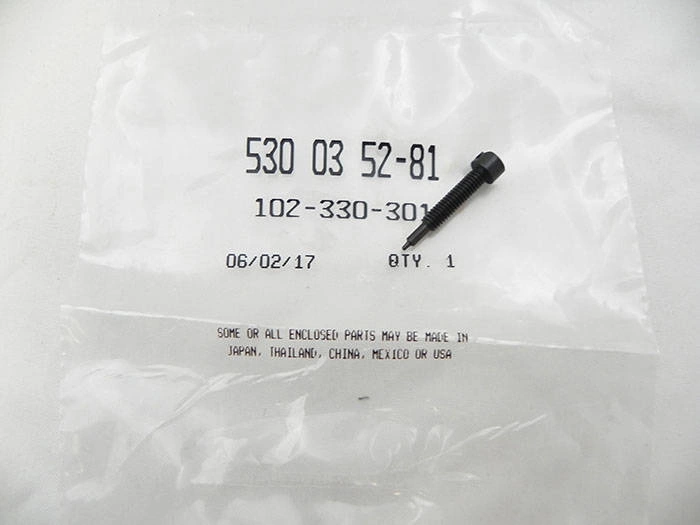 530 03 52-81
102-330-301
06/02/17 QTY. 1
SOME OR ALL ENCLOSED PARTS MAY BE MADE IN
JAPAN, THAILAND, CHINA, MEXICO OR USA